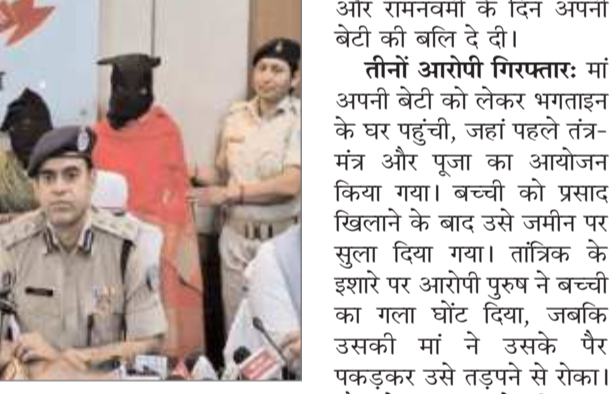 और रामनवमी के दिन अपनी
बेटी की बलि दे दी।
तीनों आरोपी गिरफ्तारः मां
अपनी बेटी को लेकर भगताइन
के घर पहुंची, जहां पहले तंत्र-
मंत्र और पूजा का आयोजन
किया गया। बच्ची को प्रसाद
खिलाने के बाद उसे जमीन पर
सुला दिया गया। तांत्रिक के
इशारे पर आरोपी पुरुष ने बच्ची
का गला घोंट दिया, जबकि
उसकी मां ने उसके पैर
पकड़कर उसे तड़पने से रोका।